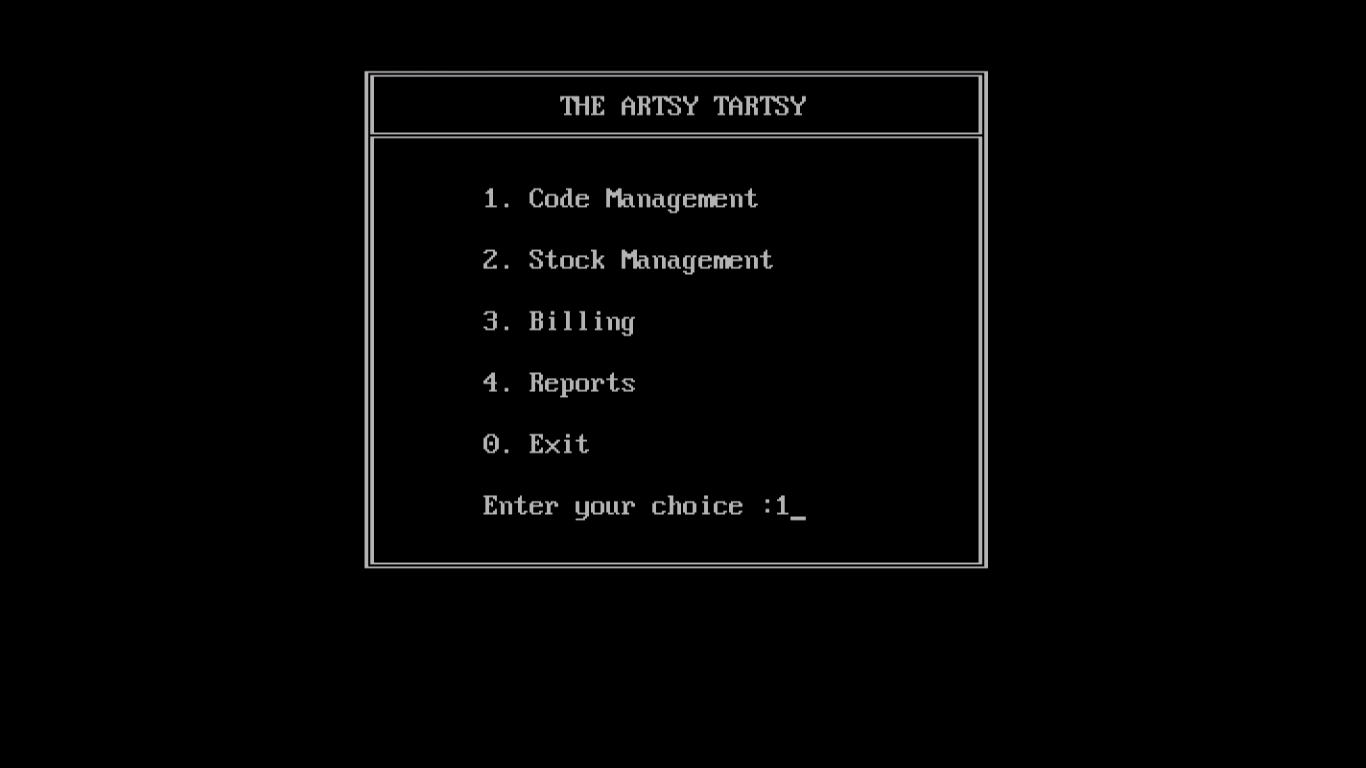 THE ARTSY TARTSY
1. Code Management
2. Stock Management
3. Billing
4. Reports
0. Exit
Enter your choice :1_